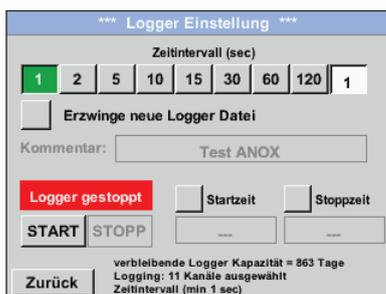 *** Logger Einstellung ***
Zeitintervall (sec)
1 2 5 10 15 30 60 120 1
Erzwinge neue Logger Datei
Kommentar: Test ANOX
Logger gestoppt Startzeit Stoppzeit
START STOPP --- ---
verbleibende Logger Kapazität = 863 Tage
Logging: 11 Kanäle ausgewählt
Zeitintervall (min 1 sec)
Zurück